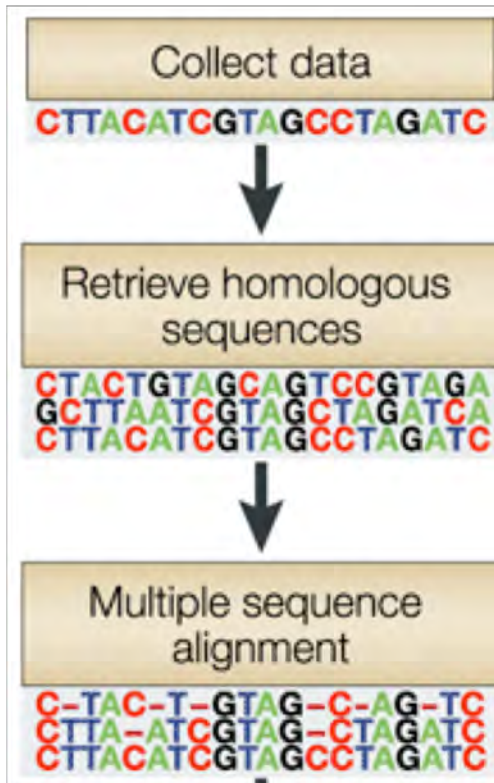 Collect data
CTTACATCGTAGCCTAGATC
Retrieve homologous
sequences
CTACTGTAGCAGTCCGTAGA
GCTTAATCGTAGCTAGATCA
CTTACATCGTAGCCTAGATC
Multiple sequence
alignment
C-TAC-T-GTAG-C-AG-TC
CTTA-ATCGTAG-CTAGATC
CTTACATCGTAGCCTAGATC